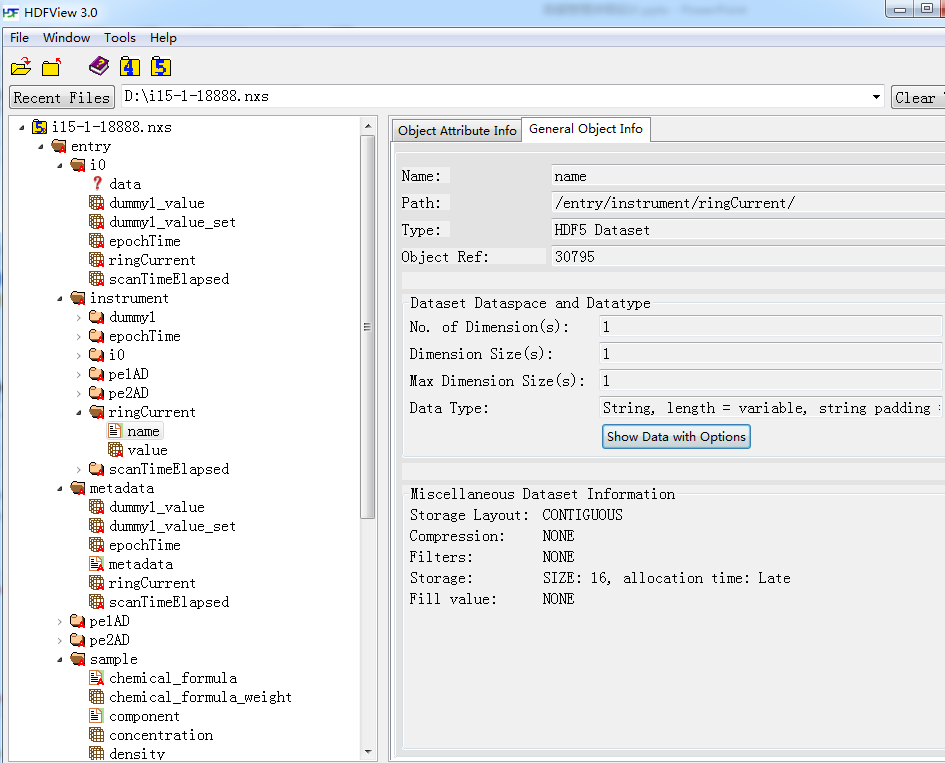 HDFView 3.0
File Window Tools Help
4 5
Recent Files D:\i15-1-18888.nxs Clear
5 i15-1-18888.nxs
entry
i0
? data
dummy1_value
dummy1_value_set
epochTime
ringCurrent
scanTimeElapsed
instrument
dummy1
epochTime
i0
pe1AD
pe2AD
ringCurrent
name
value
scanTimeElapsed
metadata
dummy1_value
dummy1_value_set
epochTime
metadata
ringCurrent
scanTimeElapsed
pe1AD
pe2AD
sample
chemical_formula
chemical_formula_weight
component
concentration
density
Object Attribute Info General Object Info
Name: name
Path: /entry/instrument/ringCurrent/
Type: HDF5 Dataset
Object Ref: 30795
Dataset Dataspace and Datatype
No. of Dimension(s): 1
Dimension Size(s): 1
Max Dimension Size(s): 1
Data Type: String, length = variable, string padding =
Show Data with Options
Miscellaneous Dataset Information
Storage Layout: CONTIGUOUS
Compression: NONE
Filters: NONE
Storage: SIZE: 16, allocation time: Late
Fill value: NONE